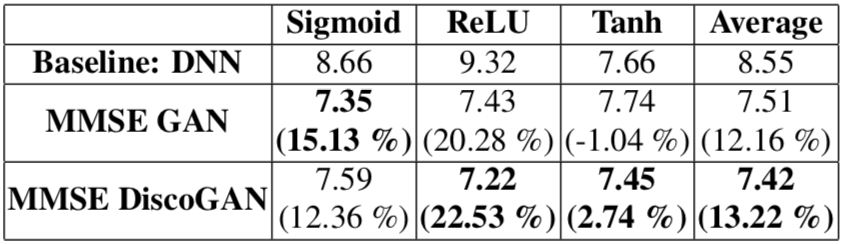 Sigmoid ReLU Tanh Average
Baseline: DNN 8.66 9.32 7.66 8.55
MMSE GAN 7.35 7.43 7.74 7.51
(15.13 %) (20.28 %) (-1.04 %) (12.16 %)
MMSE DiscoGAN 7.59 7.22 7.45 7.42
(12.36 %) (22.53 %) (2.74 %) (13.22 %)